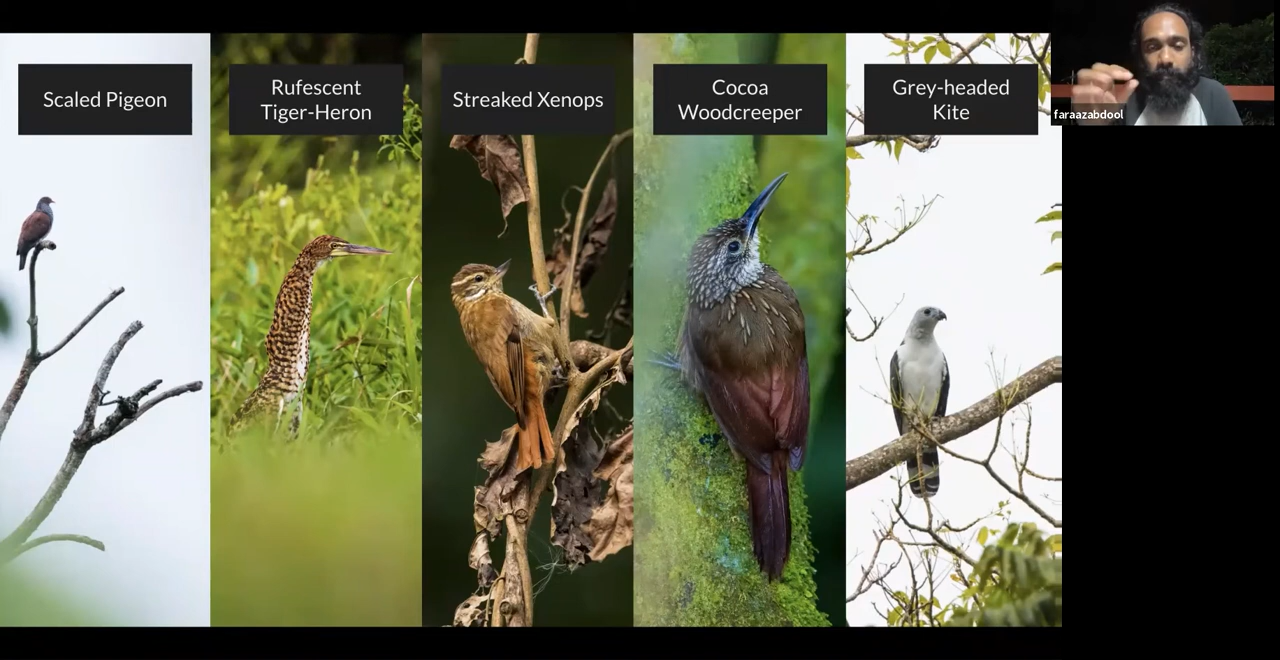 Scaled Pigeon
Rufescent
Tiger-Heron
Streaked Xenops
Cocoa
Woodcreeper
Grey-headed
Kite
faraazabdool